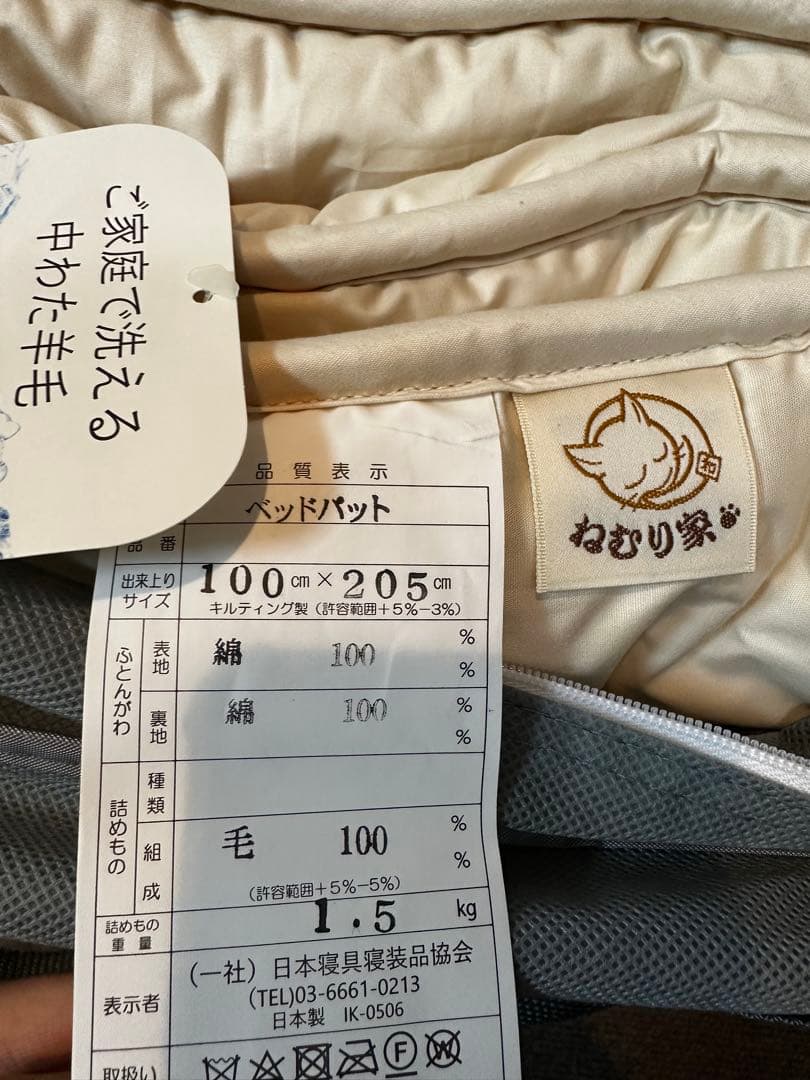 ご家庭で洗える
中わた羊毛
品質表示
ベッドパット
品番
出来上りサイズ 100cm×205cm
キルティング製(許容範囲+5%−3%)
ふとんがわ 表地 綿 100 %
%
裏地 綿 100 %
%
詰めもの 種類
組成 毛 100 %
%
(許容範囲+5%−5%)
詰めもの重量 1.5 kg
表示者 (一社)日本寝具寝装品協会
(TEL)03-6661-0213
日本製 IK-0506
取扱い F W
和
ねむり家